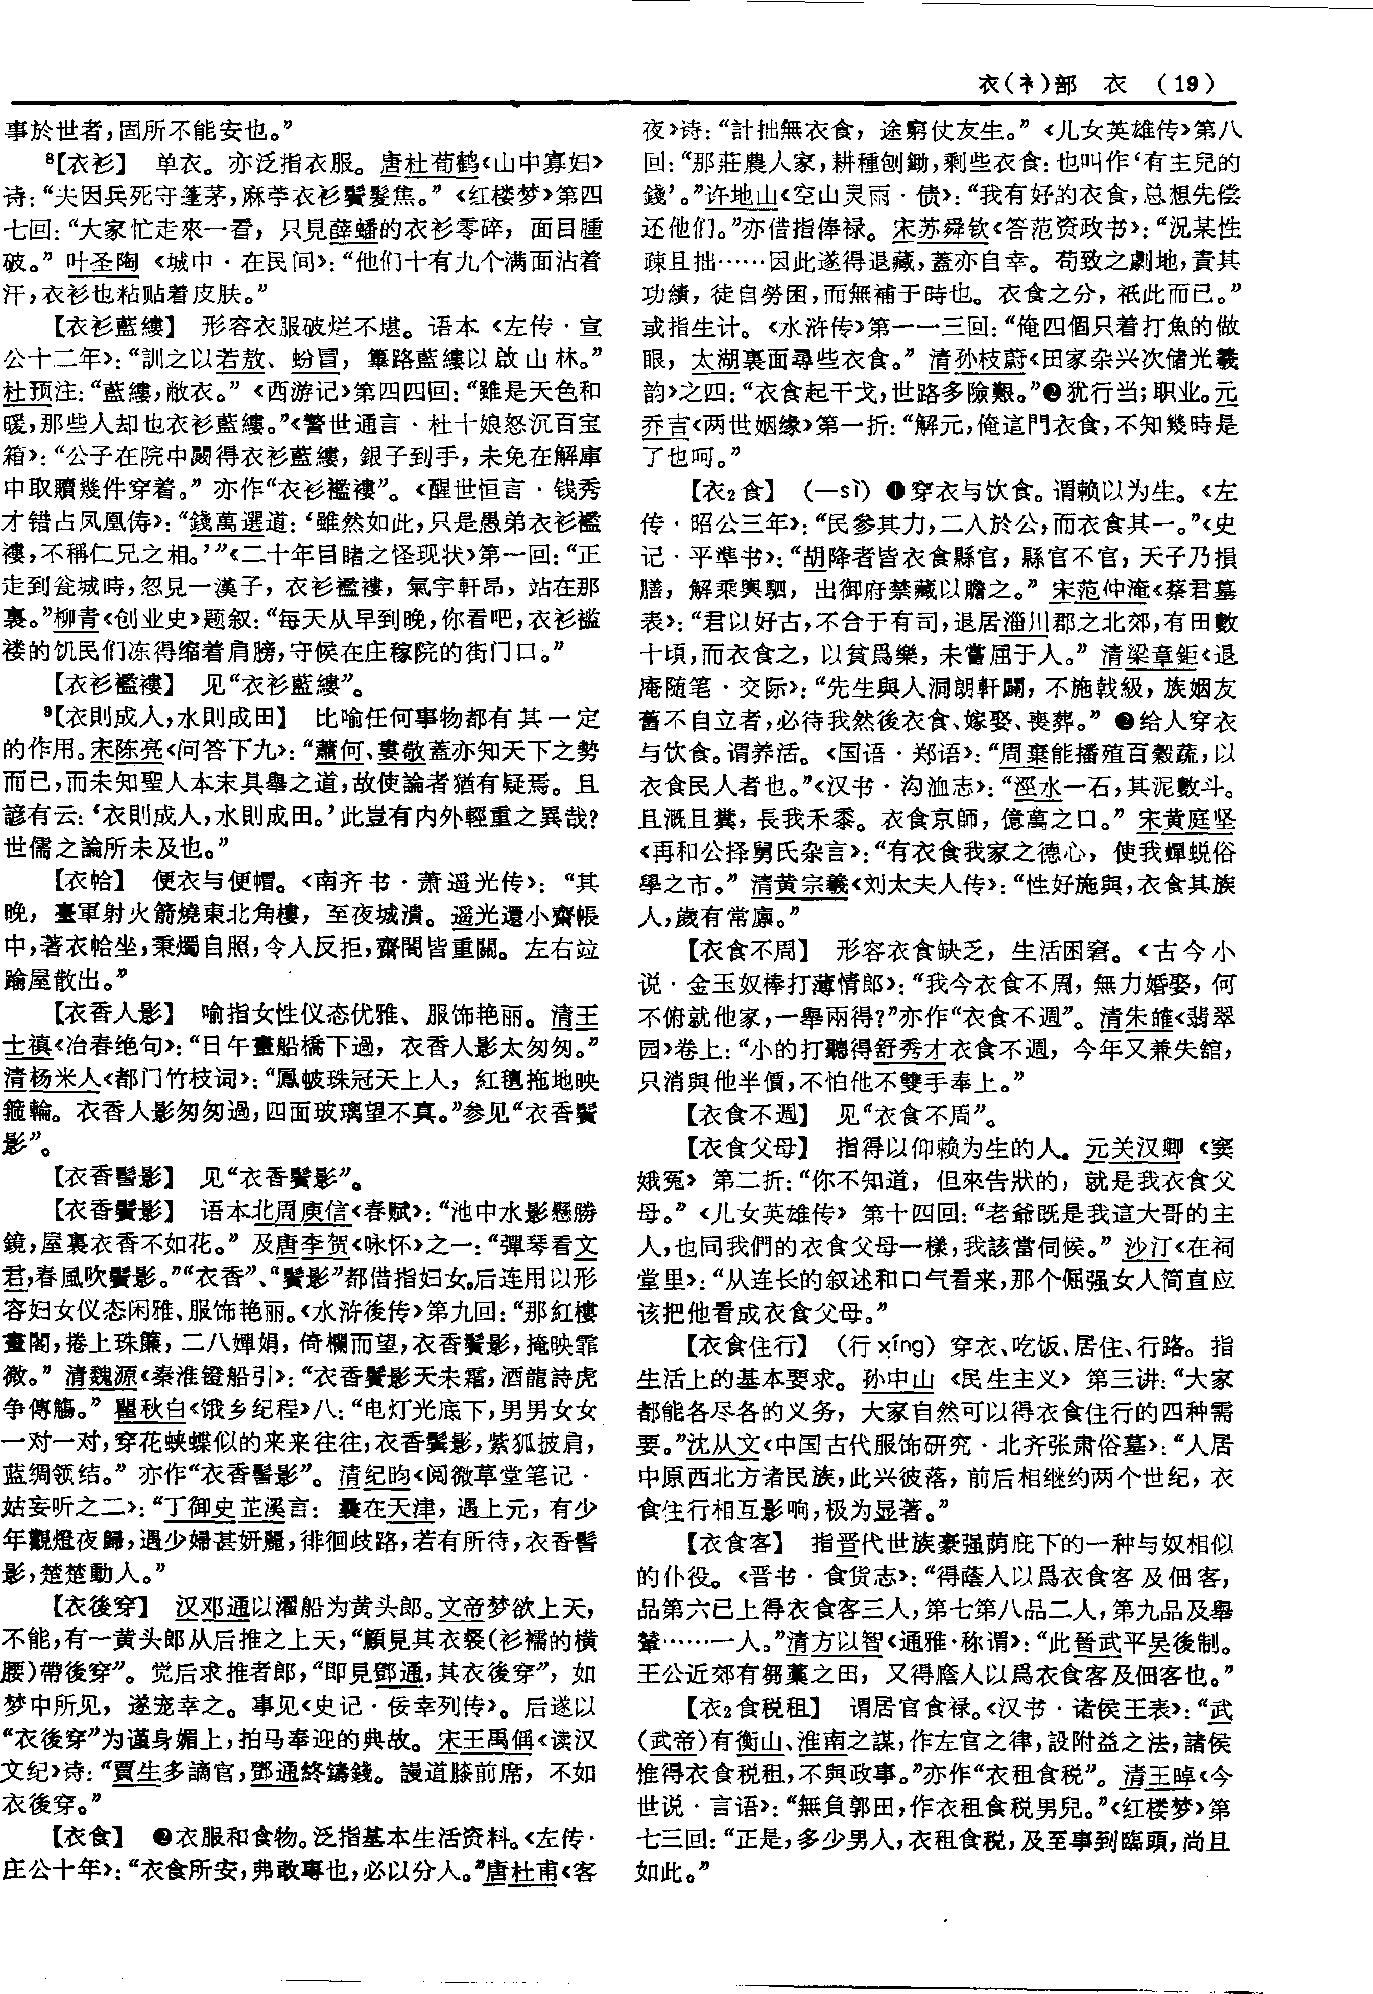 衣(衤)部　衣　(19)
事於世者，固所不能安也。”
⁸【衣衫】　单衣。亦泛指衣服。唐杜荀鹤《山中寡妇》
诗：“夫因兵死守蓬茅，麻苧衣衫鬢髮焦。”《红楼梦》第四
七回：“大家忙走來一看，只見薛蟠的衣衫零碎，面目腫
破。”叶圣陶《城中·在民间》：“他们十有九个满面沾着
汗，衣衫也粘贴着皮肤。”
【衣衫藍縷】　形容衣服破烂不堪。语本《左传·宣
公十二年》：“訓之以若敖、蚡冒，篳路藍縷以啟山林。”
杜预注：“藍縷，敝衣。”《西游记》第四四回：“雖是天色和
暖，那些人却也衣衫藍縷。”《警世通言·杜十娘怒沉百宝
箱》：“公子在院中闞得衣衫藍縷，銀子到手，未免在解庫
中取贖幾件穿着。”亦作“衣衫襤褸”。《醒世恒言·钱秀
才错占凤凰俦》：“錢萬選道：‘雖然如此，只是愚弟衣衫襤
褸，不稱仁兄之相。’”《二十年目睹之怪现状》第一回：“正
走到瓮城時，忽見一漢子，衣衫襤褸，氣宇軒昂，站在那
裏。”柳青《创业史》题叙：“每天从早到晚，你看吧，衣衫褴
褛的饥民们冻得缩着肩膀，守候在庄稼院的街门口。”
【衣衫襤褸】　见“衣衫藍縷”。
⁹【衣則成人，水則成田】　比喻任何事物都有其一定
的作用。宋陈亮《问答下九》：“蕭何、婁敬蓋亦知天下之勢
而已，而未知聖人本末具舉之道，故使論者猶有疑焉。且
諺有云：‘衣則成人，水則成田。’此豈有内外輕重之異哉？
世儒之論所未及也。”
【衣帢】　便衣与便帽。《南齐书·萧遥光传》：“其
晚，臺軍射火箭燒東北角樓，至夜城潰。遥光還小齋帳
中，著衣帢坐，秉燭自照，令人反拒，齋閤皆重關。左右竝
踰屋散出。”
【衣香人影】　喻指女性仪态优雅、服饰艳丽。清王
士禛《冶春绝句》：“日午畫船橋下過，衣香人影太匆匆。”
清杨米人《都门竹枝词》：“鳳帔珠冠天上人，紅氊拖地映
箍輪。衣香人影匆匆過，四面玻璃望不真。”参见“衣香鬢
影”。
【衣香髻影】　见“衣香鬢影”。
【衣香鬢影】　语本北周庾信《春赋》：“池中水影懸勝
鏡，屋裏衣香不如花。”及唐李贺《咏怀》之一：“彈琴看文
君，春風吹鬢影。”“衣香”、“鬢影”都借指妇女。后连用以形
容妇女仪态闲雅、服饰艳丽。《水浒後传》第九回：“那紅樓
畫閣，捲上珠簾，二八嬋娟，倚欄而望，衣香鬢影，掩映霏
微。”清魏源《秦淮镫船引》：“衣香鬢影天未霜，酒龍詩虎
争傳觴。”瞿秋白《饿乡纪程》八：“电灯光底下，男男女女
一对一对，穿花蛱蝶似的来来往往，衣香鬓影，紫狐披肩，
蓝绸领结。”亦作“衣香髻影”。清纪昀《阅微草堂笔记·
姑妄听之二》：“丁御史芷溪言：曩在天津，遇上元，有少
年觀燈夜歸，遇少婦甚妍麗，徘徊歧路，若有所待，衣香髻
影，楚楚動人。”
【衣後穿】　汉邓通以濯船为黄头郎。文帝梦欲上天，
不能，有一黄头郎从后推之上天，“顧見其衣裻(衫襦的横
腰)帶後穿”。觉后求推者郎，“即見鄧通，其衣後穿”，如
梦中所见，遂宠幸之。事见《史记·佞幸列传》。后遂以
“衣後穿”为谨身媚上，拍马奉迎的典故。宋王禹偁《读汉
文纪》诗：“賈生多謫官，鄧通終鑄錢。謾道膝前席，不如
衣後穿。”
【衣食】　❷衣服和食物。泛指基本生活资料。《左传·
庄公十年》：“衣食所安，弗敢專也，必以分人。”唐杜甫《客
夜》诗：“計拙無衣食，途窮仗友生。”《儿女英雄传》第八
回：“那莊農人家，耕種刨鋤，剩些衣食：也叫作‘有主兒的
錢’。”许地山《空山灵雨·债》：“我有好的衣食，总想先偿
还他们。”亦借指俸禄。宋苏舜钦《答范资政书》：“況某性
疎且拙……因此遂得退藏，蓋亦自幸。苟致之劇地，責其
功績，徒自勞困，而無補于時也。衣食之分，祇此而已。”
或指生计。《水浒传》第一一三回：“俺四個只着打魚的做
眼，太湖裏面尋些衣食。”清孙枝蔚《田家杂兴次储光羲
韵》之四：“衣食起干戈，世路多險艱。”❷犹行当；职业。元
乔吉《两世姻缘》第一折：“解元，俺這門衣食，不知幾時是
了也呵。”
【衣₂食】　(—sì)　❶穿衣与饮食。谓赖以为生。《左
传·昭公三年》：“民参其力，二入於公，而衣食其一。”《史
记·平準书》：“胡降者皆衣食縣官，縣官不官，天子乃損
膳，解乘輿駟，出御府禁藏以贍之。”宋范仲淹《蔡君墓
表》：“君以好古，不合于有司，退居淄川郡之北郊，有田數
十頃，而衣食之，以貧爲樂，未嘗屈于人。”清梁章鉅《退
庵随笔·交际》：“先生與人洞朗軒闢，不施戟級，族姻友
舊不自立者，必待我然後衣食、嫁娶、喪葬。”❷给人穿衣
与饮食。谓养活。《国语·郑语》：“周棄能播殖百穀蔬，以
衣食民人者也。”《汉书·沟洫志》：“涇水一石，其泥數斗。
且溉且糞，長我禾黍。衣食京師，億萬之口。”宋黄庭坚
《再和公择舅氏杂言》：“有衣食我家之德心，使我蟬蜕俗
學之市。”清黄宗羲《刘太夫人传》：“性好施與，衣食其族
人，歲有常廩。”
【衣食不周】　形容衣食缺乏，生活困窘。《古今小
说·金玉奴棒打薄情郎》：“我今衣食不周，無力婚娶，何
不俯就他家，一舉兩得？”亦作“衣食不週”。清朱㿥《翡翠
园》卷上：“小的打聽得舒秀才衣食不週，今年又兼失舘，
只消與他半價，不怕他不雙手奉上。”
【衣食不週】　见“衣食不周”。
【衣食父母】　指得以仰赖为生的人。元关汉卿《窦
娥冤》第二折：“你不知道，但來告狀的，就是我衣食父
母。”《儿女英雄传》第十四回：“老爺既是我這大哥的主
人，也同我們的衣食父母一樣，我該當伺候。”沙汀《在祠
堂里》：“从连长的叙述和口气看来，那个倔强女人简直应
该把他看成衣食父母。”
【衣食住行】　(行 xíng)　穿衣、吃饭、居住、行路。指
生活上的基本要求。孙中山《民生主义》第三讲：“大家
都能各尽各的义务，大家自然可以得衣食住行的四种需
要。”沈从文《中国古代服饰研究·北齐张肃俗墓》：“人居
中原西北方诸民族，此兴彼落，前后相继约两个世纪，衣
食住行相互影响，极为显著。”
【衣食客】　指晋代世族豪强荫庇下的一种与奴相似
的仆役。《晋书·食货志》：“得蔭人以爲衣食客及佃客，
品第六已上得衣食客三人，第七第八品二人，第九品及舉
輦……一人。”清方以智《通雅·称谓》：“此晉武平吴後制。
王公近郊有芻藁之田，又得廕人以爲衣食客及佃客也。”
【衣₂食税租】　谓居官食禄。《汉书·诸侯王表》：“武
(武帝)有衡山、淮南之謀，作左官之律，設附益之法，諸侯
惟得衣食税租，不與政事。”亦作“衣租食税”。清王晫《今
世说·言语》：“無負郭田，作衣租食税男兒。”《红楼梦》第
七三回：“正是，多少男人，衣租食税，及至事到臨頭，尚且
如此。”